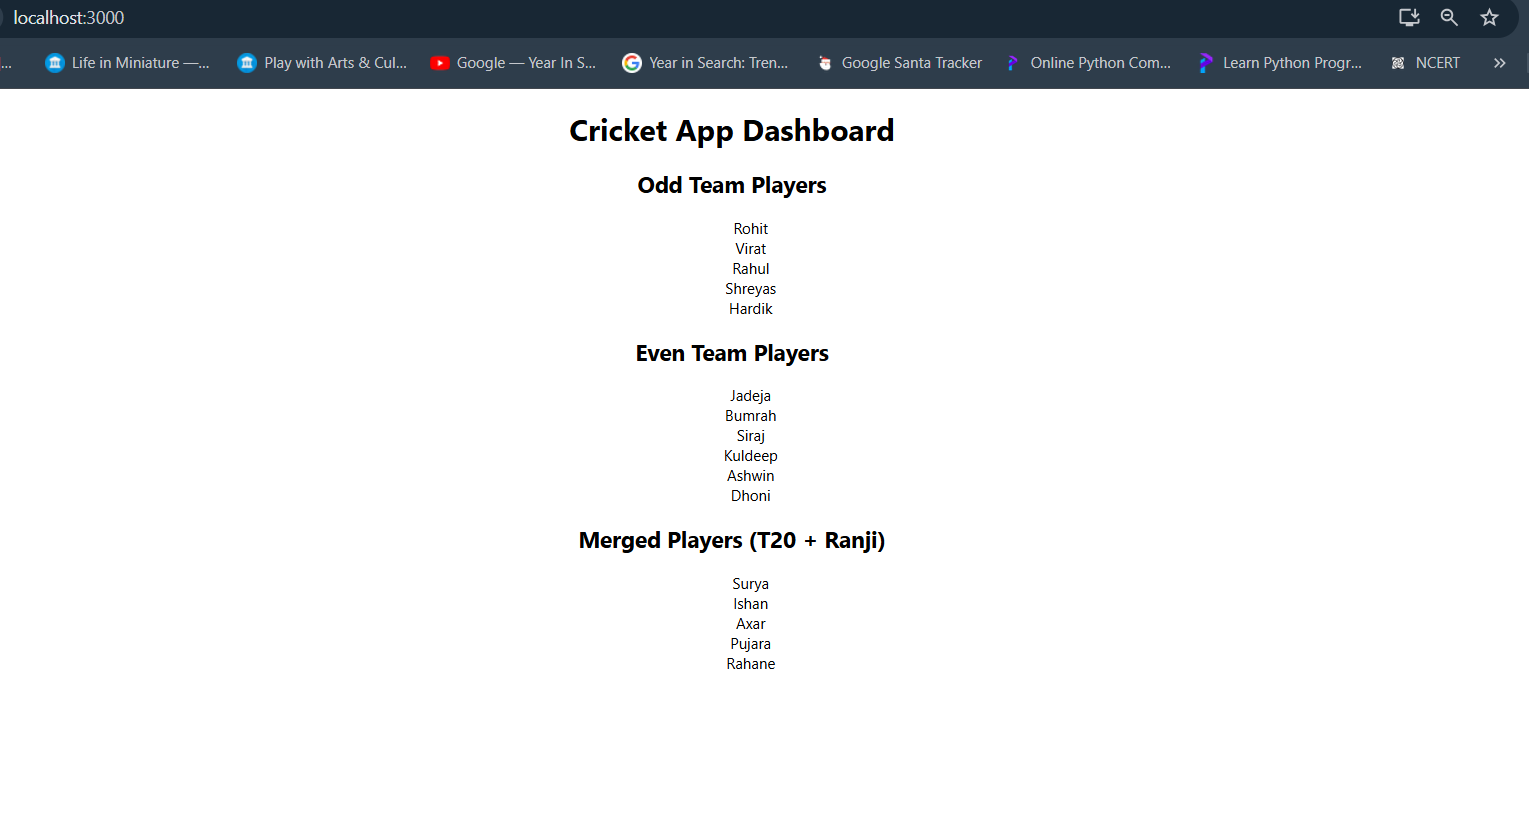 localhost:3000
... Life in Miniature —... Play with Arts & Cul... Google — Year In S... Year in Search: Tren... Google Santa Tracker Online Python Com... Learn Python Progr... NCERT »
Cricket App Dashboard
Odd Team Players
Rohit
Virat
Rahul
Shreyas
Hardik
Even Team Players
Jadeja
Bumrah
Siraj
Kuldeep
Ashwin
Dhoni
Merged Players (T20 + Ranji)
Surya
Ishan
Axar
Pujara
Rahane